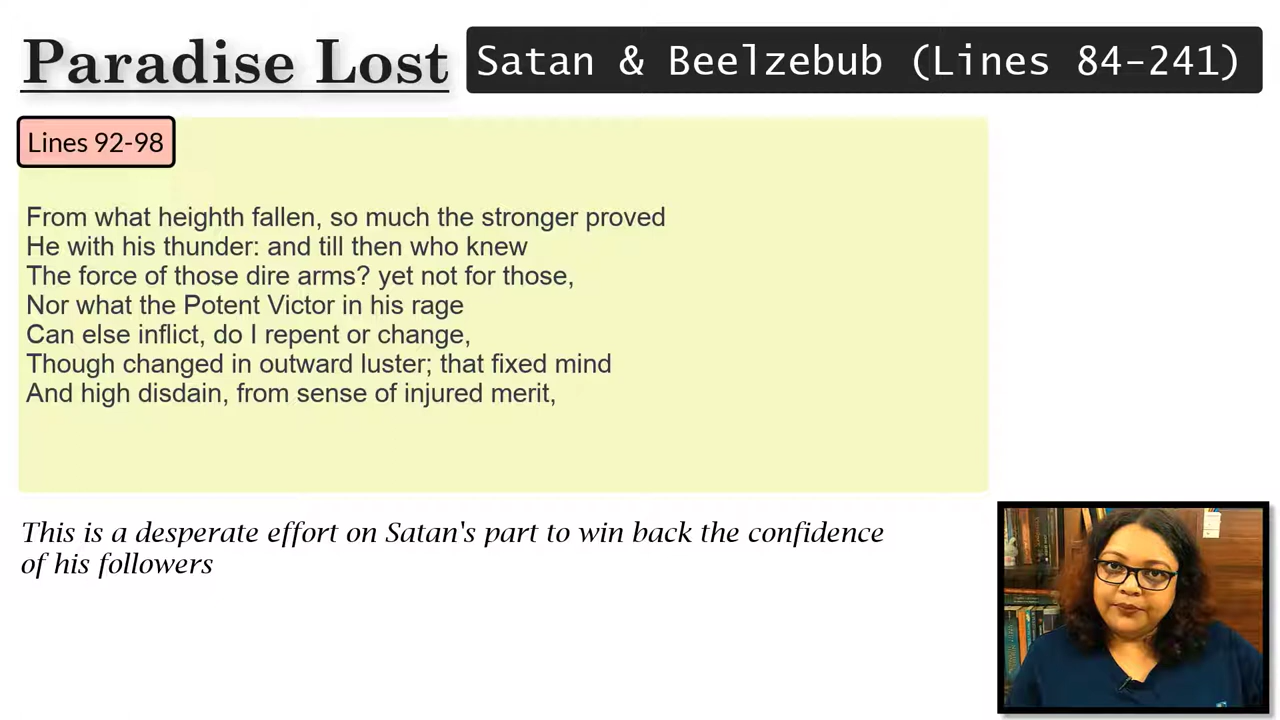 Paradise Lost
Satan & Beelzebub (Lines 84–241)
Lines 92-98
From what heighth fallen, so much the stronger proved
He with his thunder: and till then who knew
The force of those dire arms? yet not for those,
Nor what the Potent Victor in his rage
Can else inflict, do I repent or change,
Though changed in outward luster; that fixed mind
And high disdain, from sense of injured merit,
This is a desperate effort on Satan's part to win back the confidence
of his followers